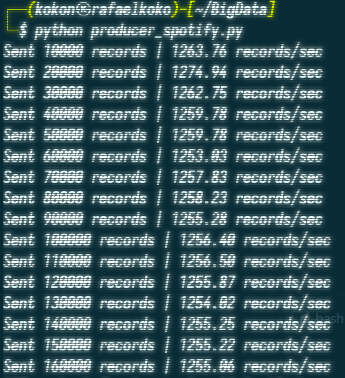 ┌──(kokon㉿rafaelkoko)-[~/BigData]
└─$ python producer_spotify.py
Sent 10000 records | 1263.76 records/sec
Sent 20000 records | 1274.94 records/sec
Sent 30000 records | 1262.75 records/sec
Sent 40000 records | 1259.78 records/sec
Sent 50000 records | 1259.78 records/sec
Sent 60000 records | 1253.03 records/sec
Sent 70000 records | 1257.83 records/sec
Sent 80000 records | 1258.23 records/sec
Sent 90000 records | 1255.28 records/sec
Sent 100000 records | 1256.40 records/sec
Sent 110000 records | 1256.50 records/sec
Sent 120000 records | 1255.87 records/sec
Sent 130000 records | 1254.02 records/sec
Sent 140000 records | 1255.25 records/sec
Sent 150000 records | 1255.22 records/sec
Sent 160000 records | 1255.06 records/sec
bash